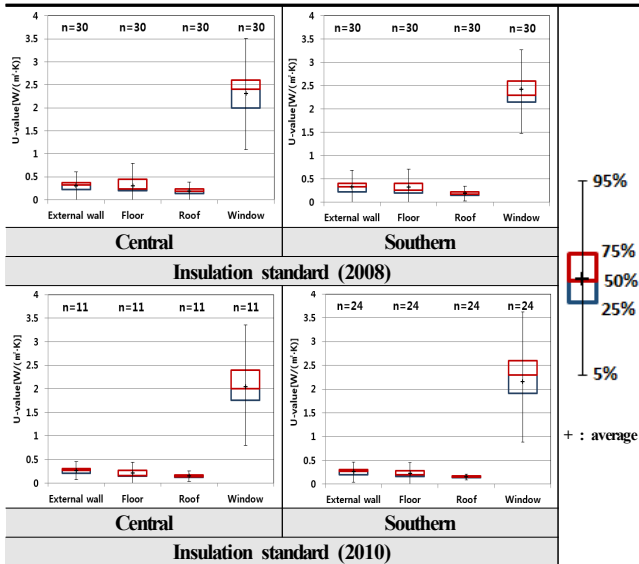 n=30 n=30 n=30 n=30
U-value[W/(㎡·K)]
4
3.5
3
2.5
2
1.5
1
0.5
0
External wall Floor Roof Window
n=30 n=30 n=30 n=30
U-value[W/(㎡·K)]
4
3.5
3
2.5
2
1.5
1
0.5
0
External wall Floor Roof Window
Central Southern
Insulation standard (2008)
n=11 n=11 n=11 n=11
U-value[W/(㎡·K)]
4
3.5
3
2.5
2
1.5
1
0.5
0
External wall Floor Roof Window
n=24 n=24 n=24 n=24
U-value[W/(㎡·K)]
4
3.5
3
2.5
2
1.5
1
0.5
0
External wall Floor Roof Window
Central Southern
Insulation standard (2010)
95%
75%
50%
25%
5%
+ : average